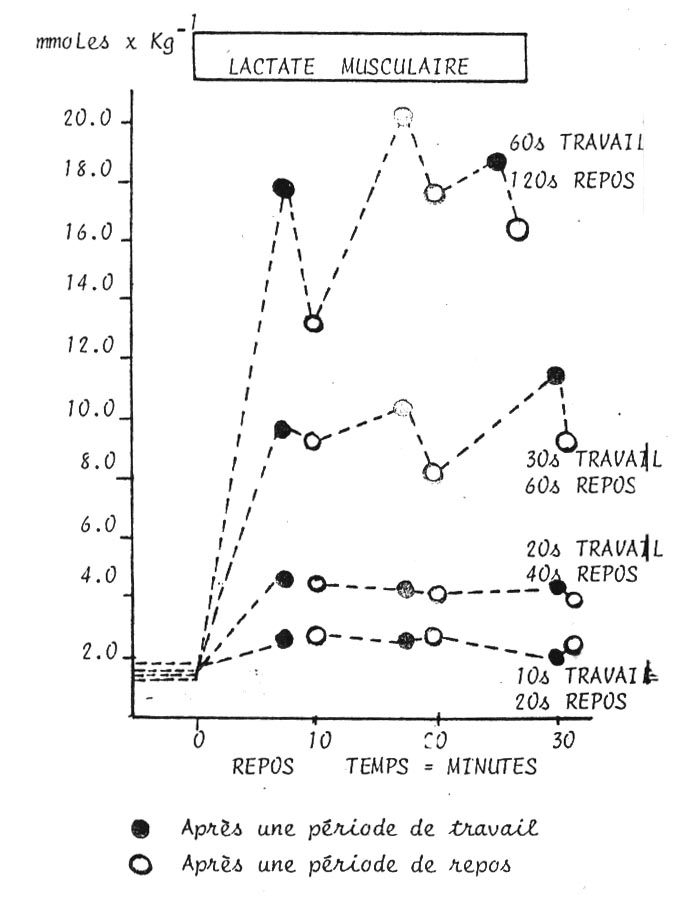 mmoLes x Kg⁻¹
LACTATE MUSCULAIRE
20.0
18.0
16.0
14.0
12.0
10.0
8.0
6.0
4.0
2.0
60s TRAVAIL
120s REPOS
30s TRAVAIL
60s REPOS
20s TRAVAIL
40s REPOS
10s TRAVAIL
20s REPOS
0 10 20 30
REPOS TEMPS = MINUTES
Après une période de travail
Après une période de repos